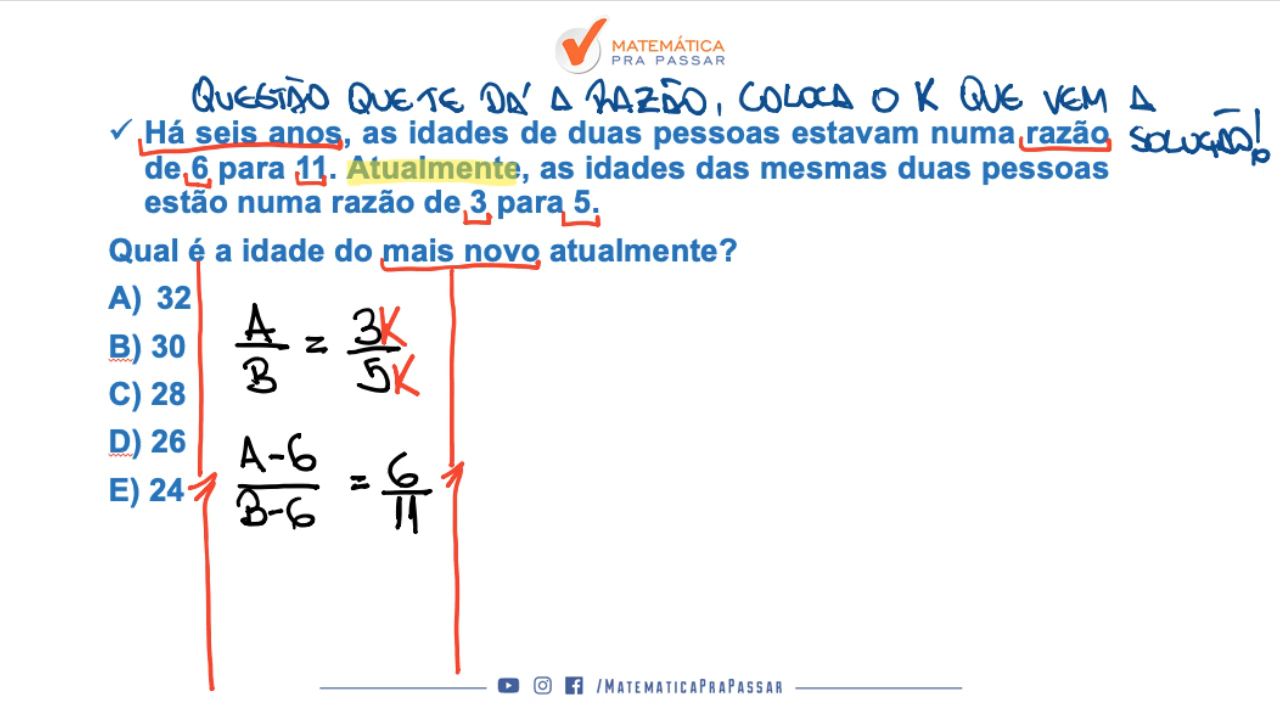 MATEMÁTICA
PRA PASSAR
QUESTÃO QUE TE DÁ A RAZÃO, COLOCA O K QUE VEM A
SOLUÇÃO!
✓ Há seis anos, as idades de duas pessoas estavam numa razão
de 6 para 11. Atualmente, as idades das mesmas duas pessoas
estão numa razão de 3 para 5.
Qual é a idade do mais novo atualmente?
A) 32
B) 30
C) 28
D) 26
E) 24
A/B = 3K/5K
A-6/B-6 = 6/11
/MATEMATICAPRAPASSAR